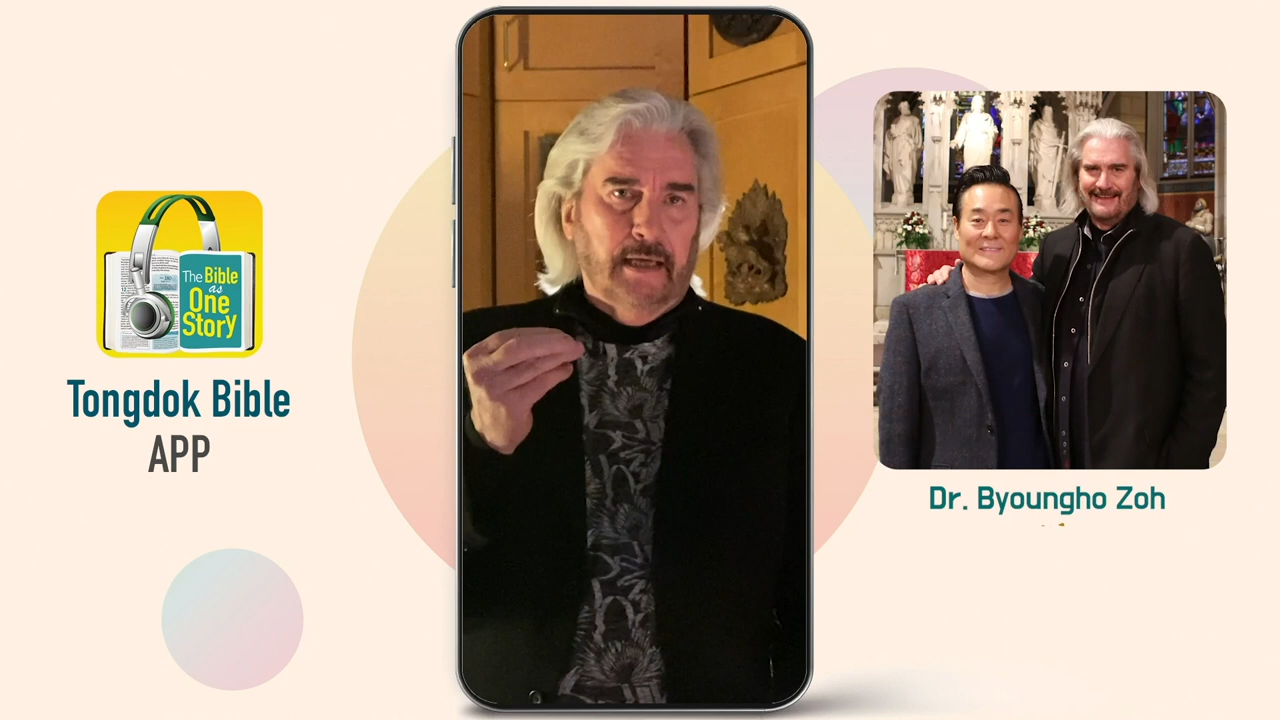 The Bible
as
One
Story
Tongdok Bible
APP
Dr. Byoungho Zoh